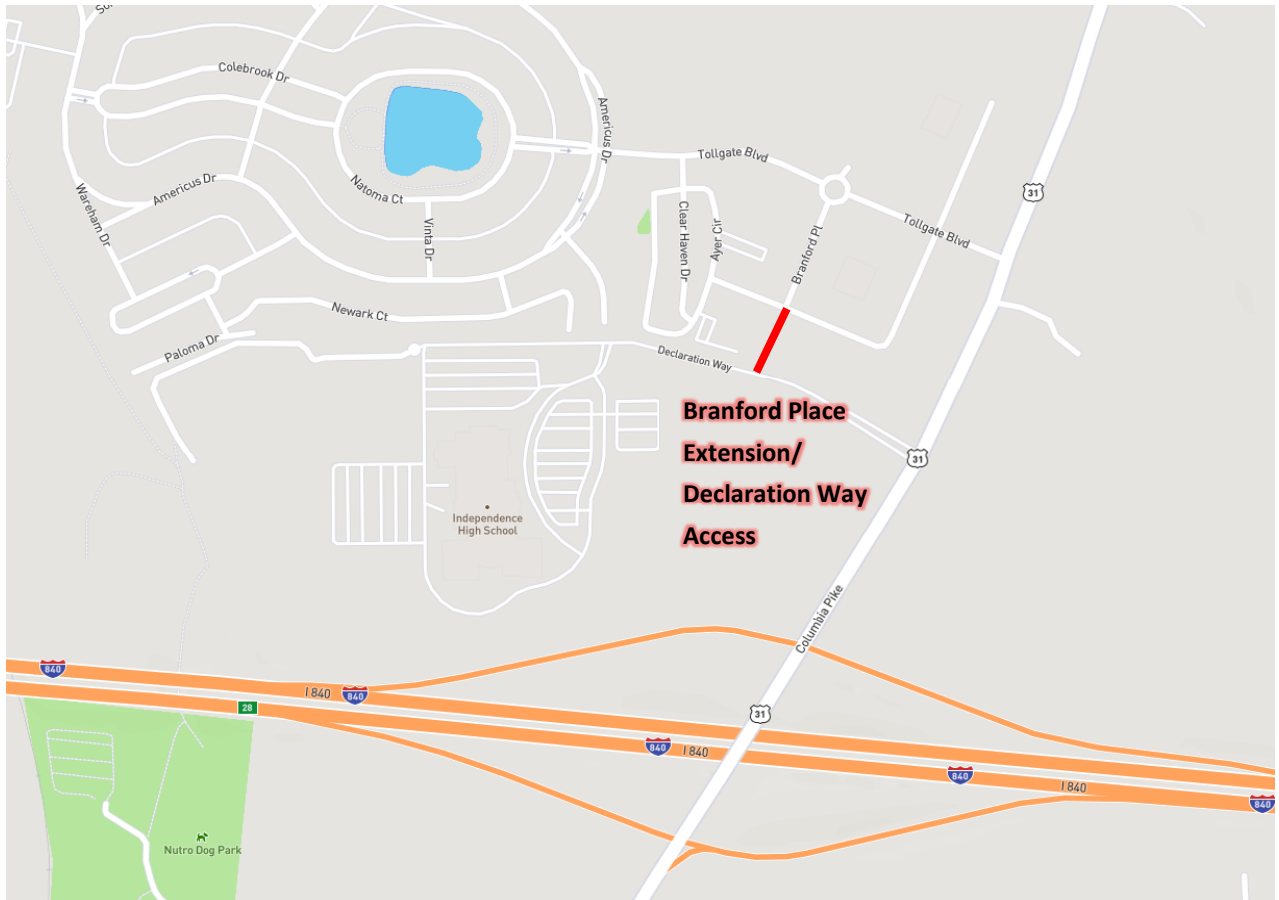 Colebrook Dr
Americus Dr
Tollgate Blvd
31
Wareham Dr
Americus Dr
Natoma Ct
Vinta Dr
Clear Haven Dr
Ayer Cir
Branford Pl
Tollgate Blvd
Newark Ct
Paloma Dr
Declaration Way
Branford Place
Extension/
Declaration Way
Access
31
Independence
High School
Columbia Pike
840
I 840
840
28
31
840
I 840
840
I 840
840
Nutro Dog Park